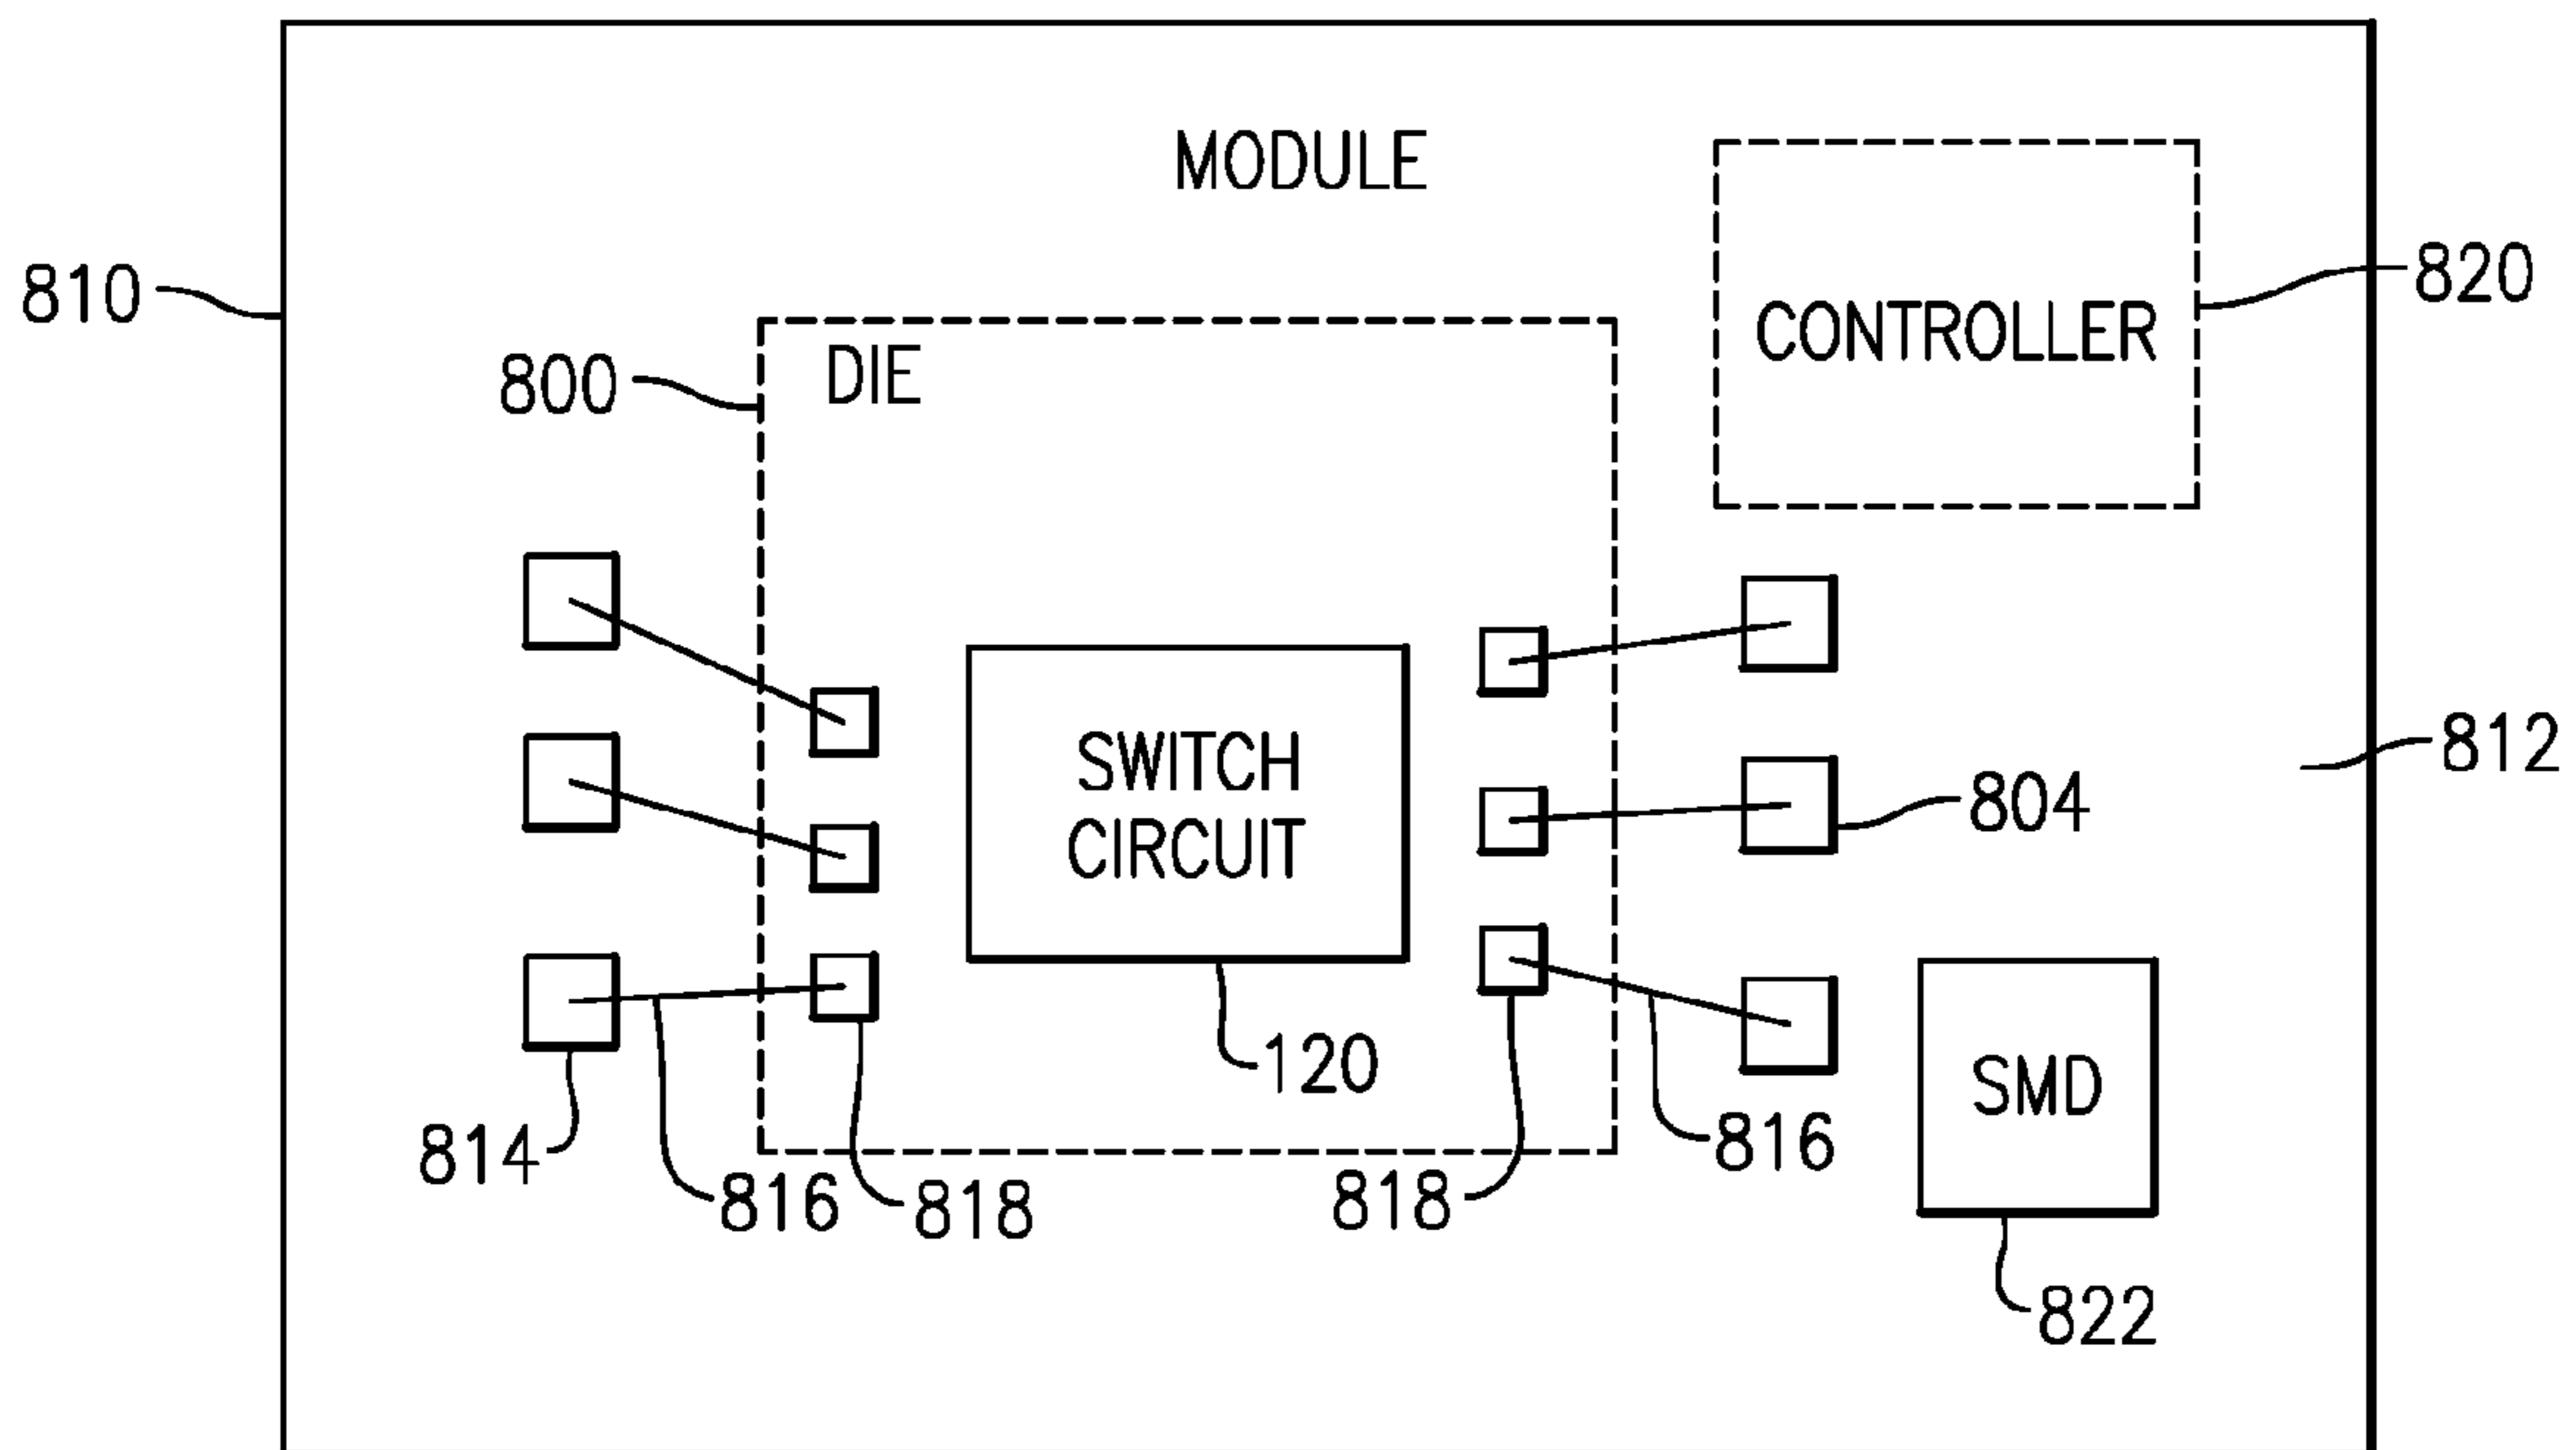 MODULE
810
820
CONTROLLER
800
DIE
812
SWITCH
CIRCUIT
804
120
SMD
814
816
818
818
816
822